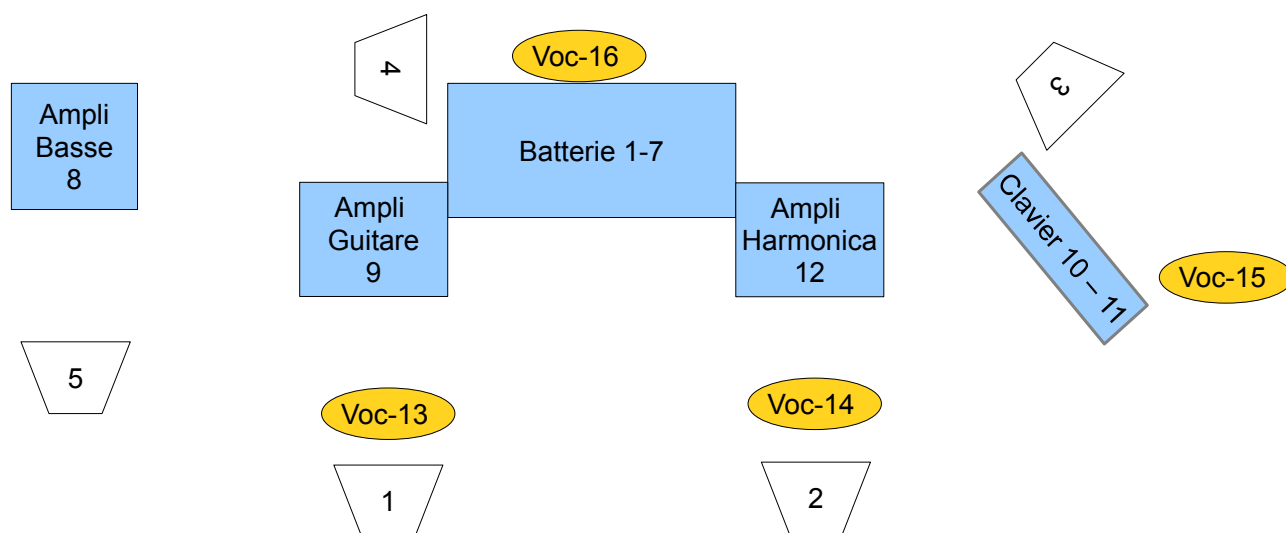 4
Voc-16
3
Ampli
Basse
8
Batterie 1-7
Ampli
Guitare
9
Ampli
Harmonica
12
Clavier 10 – 11
Voc-15
5
Voc-13
Voc-14
1
2